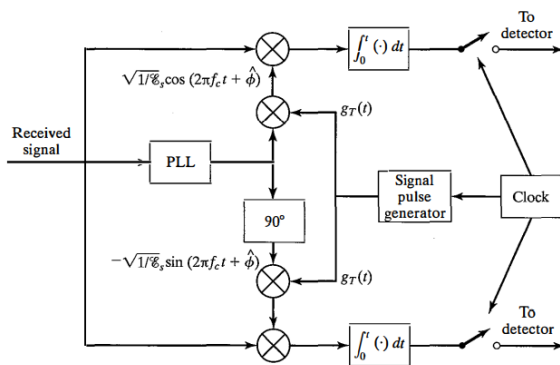 To
detector
∫₀ᵗ (·) dt
√1/ℰₛ cos (2πf_c t + φ̂)
g_T(t)
Received
signal
PLL
Signal
pulse
generator
Clock
90°
−√1/ℰₛ sin (2πf_c t + φ̂)
g_T(t)
To
detector
∫₀ᵗ (·) dt